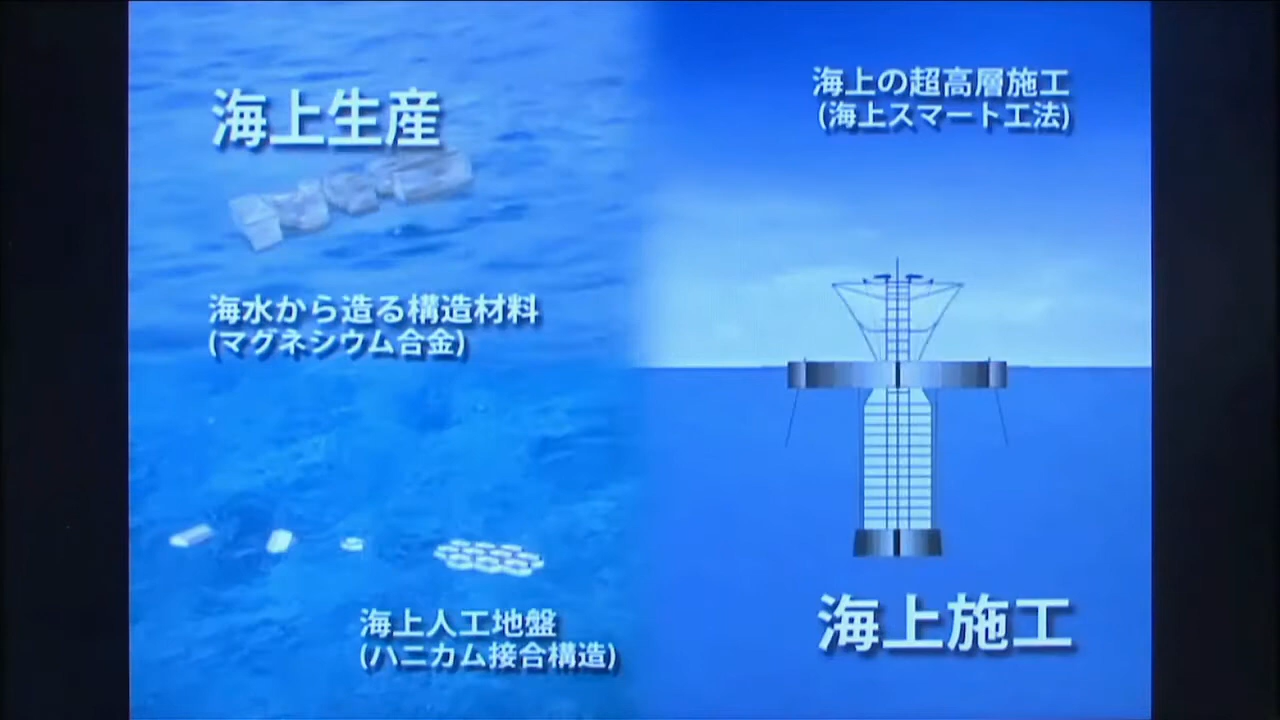 海上生産
海水から造る構造材料
(マグネシウム合金)
海上人工地盤
(ハニカム接合構造)
海上の超高層施工
(海上スマート工法)
海上施工